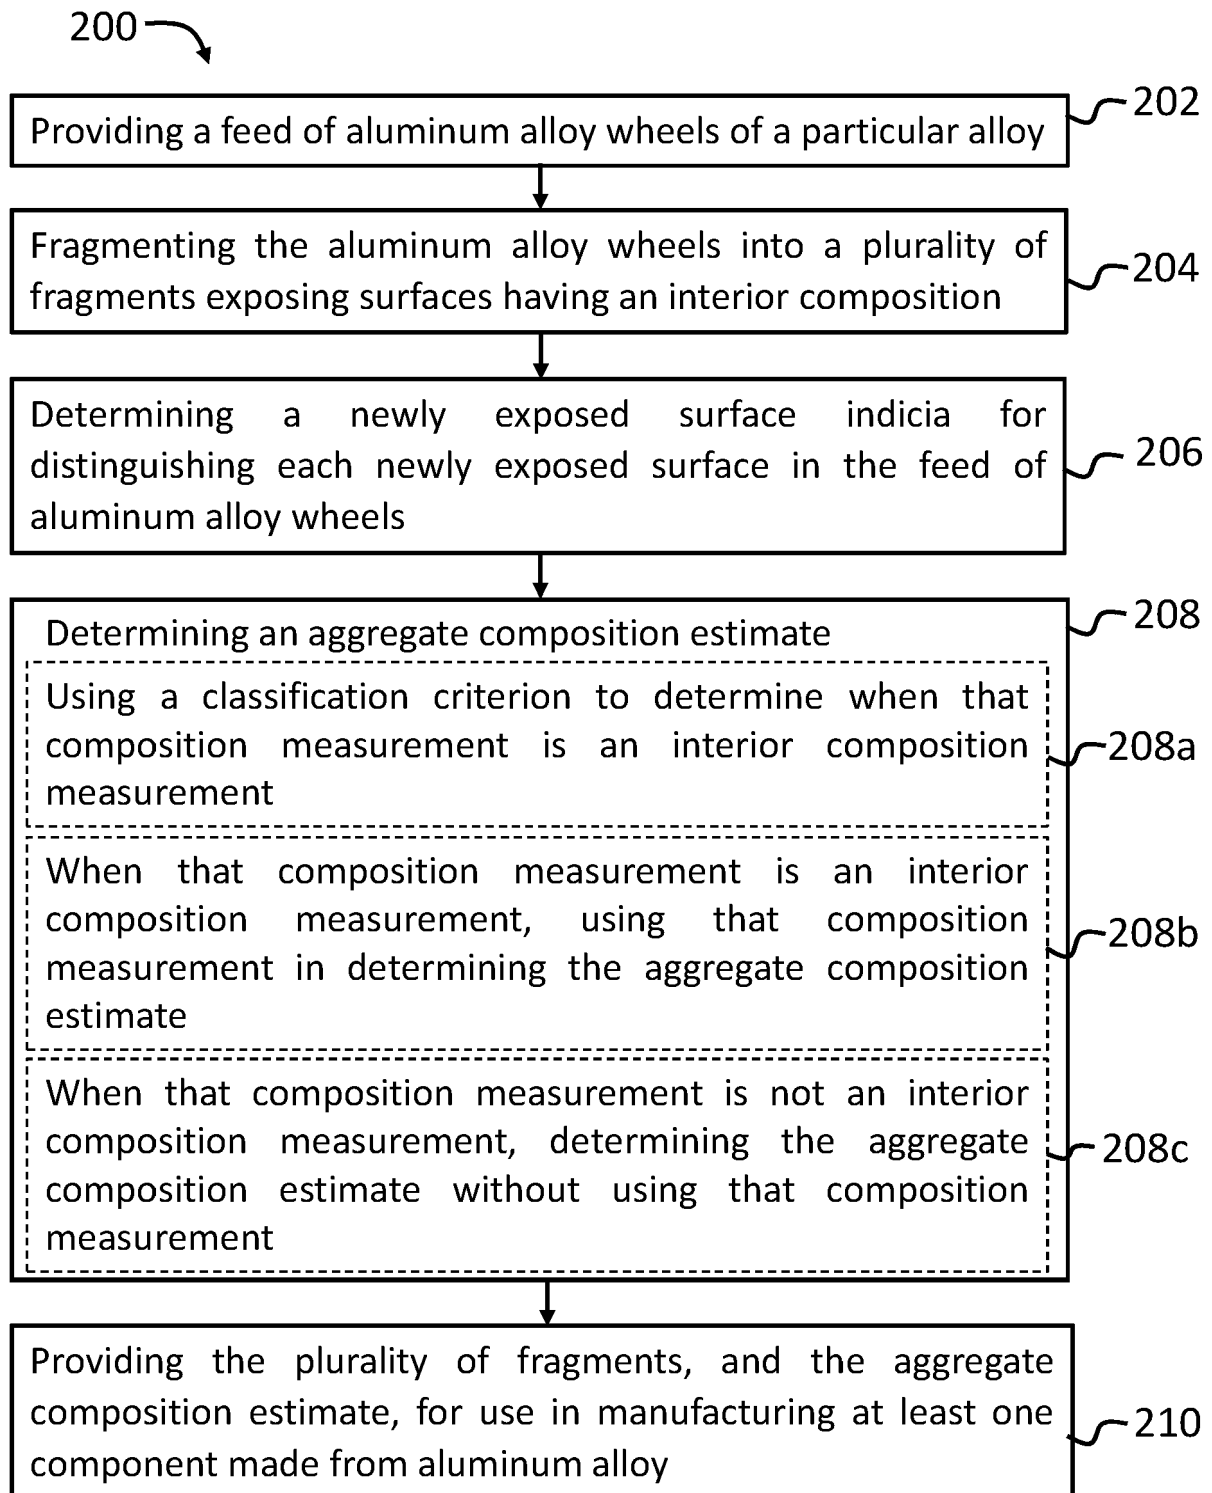 200
Providing a feed of aluminum alloy wheels of a particular alloy
202
Fragmenting the aluminum alloy wheels into a plurality of
fragments exposing surfaces having an interior composition
204
Determining a newly exposed surface indicia for
distinguishing each newly exposed surface in the feed of
aluminum alloy wheels
206
Determining an aggregate composition estimate
208
Using a classification criterion to determine when that
composition measurement is an interior composition
measurement
208a
When that composition measurement is an interior
composition measurement, using that composition
measurement in determining the aggregate composition
estimate
208b
When that composition measurement is not an interior
composition measurement, determining the aggregate
composition estimate without using that composition
measurement
208c
Providing the plurality of fragments, and the aggregate
composition estimate, for use in manufacturing at least one
component made from aluminum alloy
210